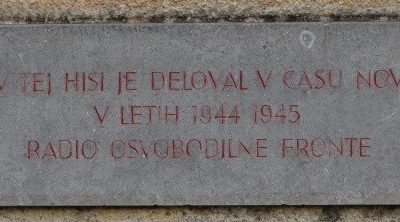 V TEJ HISI JE DELOVAL V CASU NOV
V LETIH 1944 1945
RADIO OSVOBODILNE FRONTE